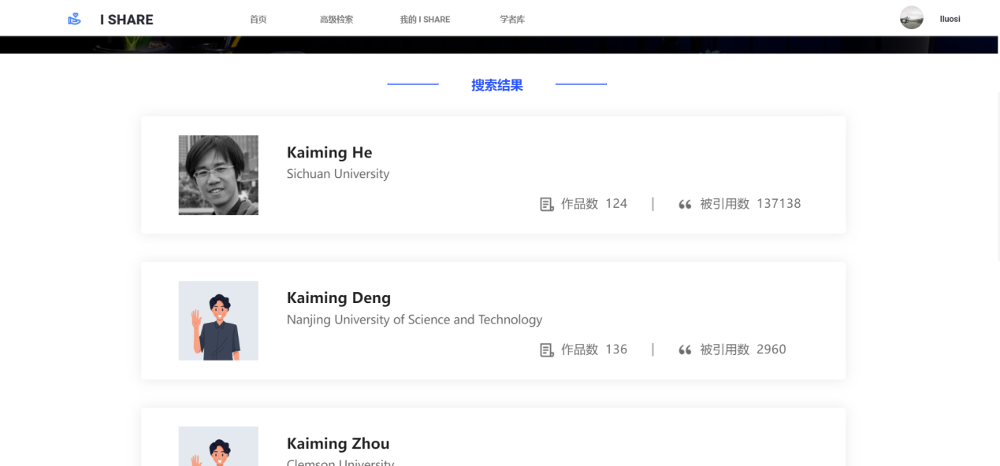 I SHARE 首页 高级检索 我的 I SHARE 学者库 lluosi
搜索结果
Kaiming He
Sichuan University
作品数 124 | 被引用数 137138
Kaiming Deng
Nanjing University of Science and Technology
作品数 136 | 被引用数 2960
Kaiming Zhou
Clemson University